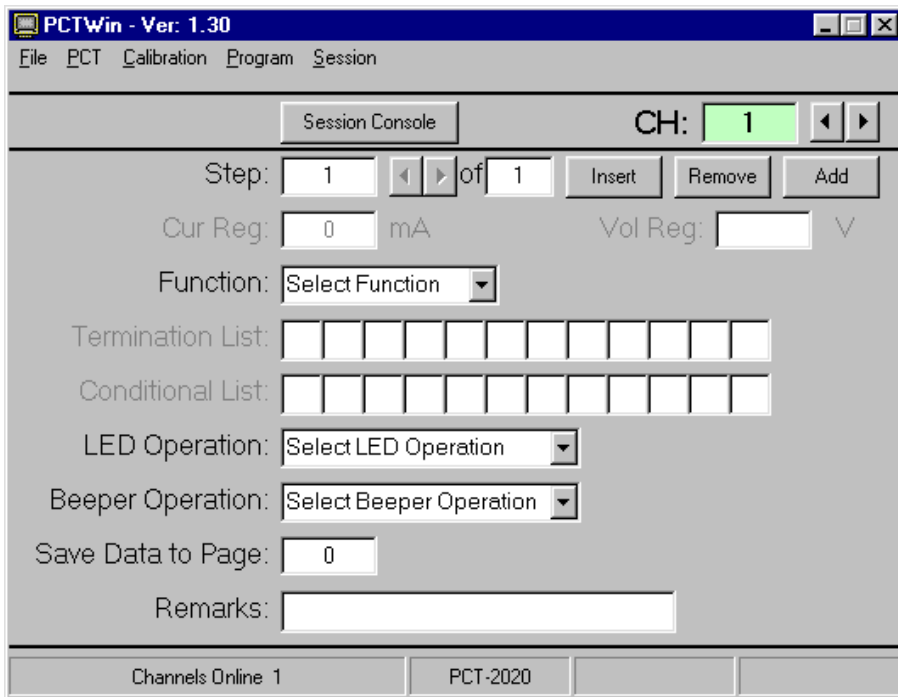 PCTWin - Ver: 1.30
File PCT Calibration Program Session
Session Console CH: 1
Step: 1 of 1 Insert Remove Add
Cur Reg: 0 mA Vol Reg: V
Function: Select Function
Termination List:
Conditional List:
LED Operation: Select LED Operation
Beeper Operation: Select Beeper Operation
Save Data to Page: 0
Remarks:
Channels Online 1 PCT-2020